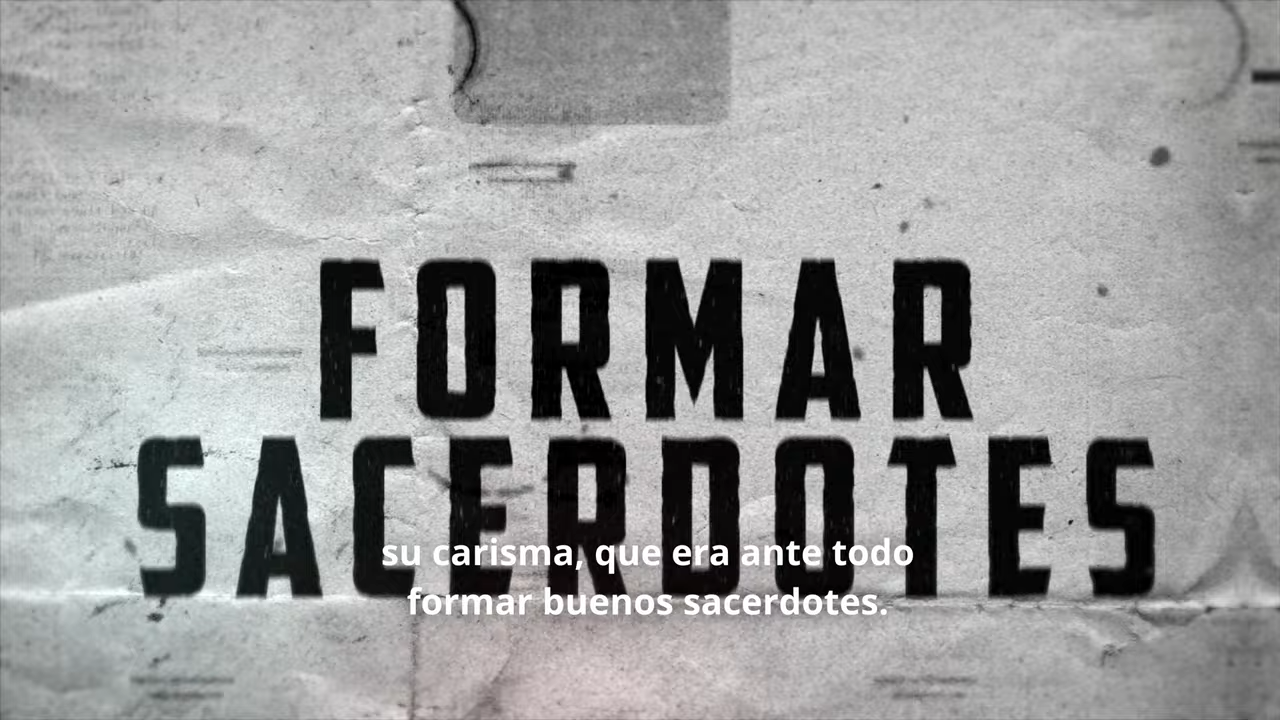 FORMAR
SACERDOTES
su carisma, que era ante todo
formar buenos sacerdotes.